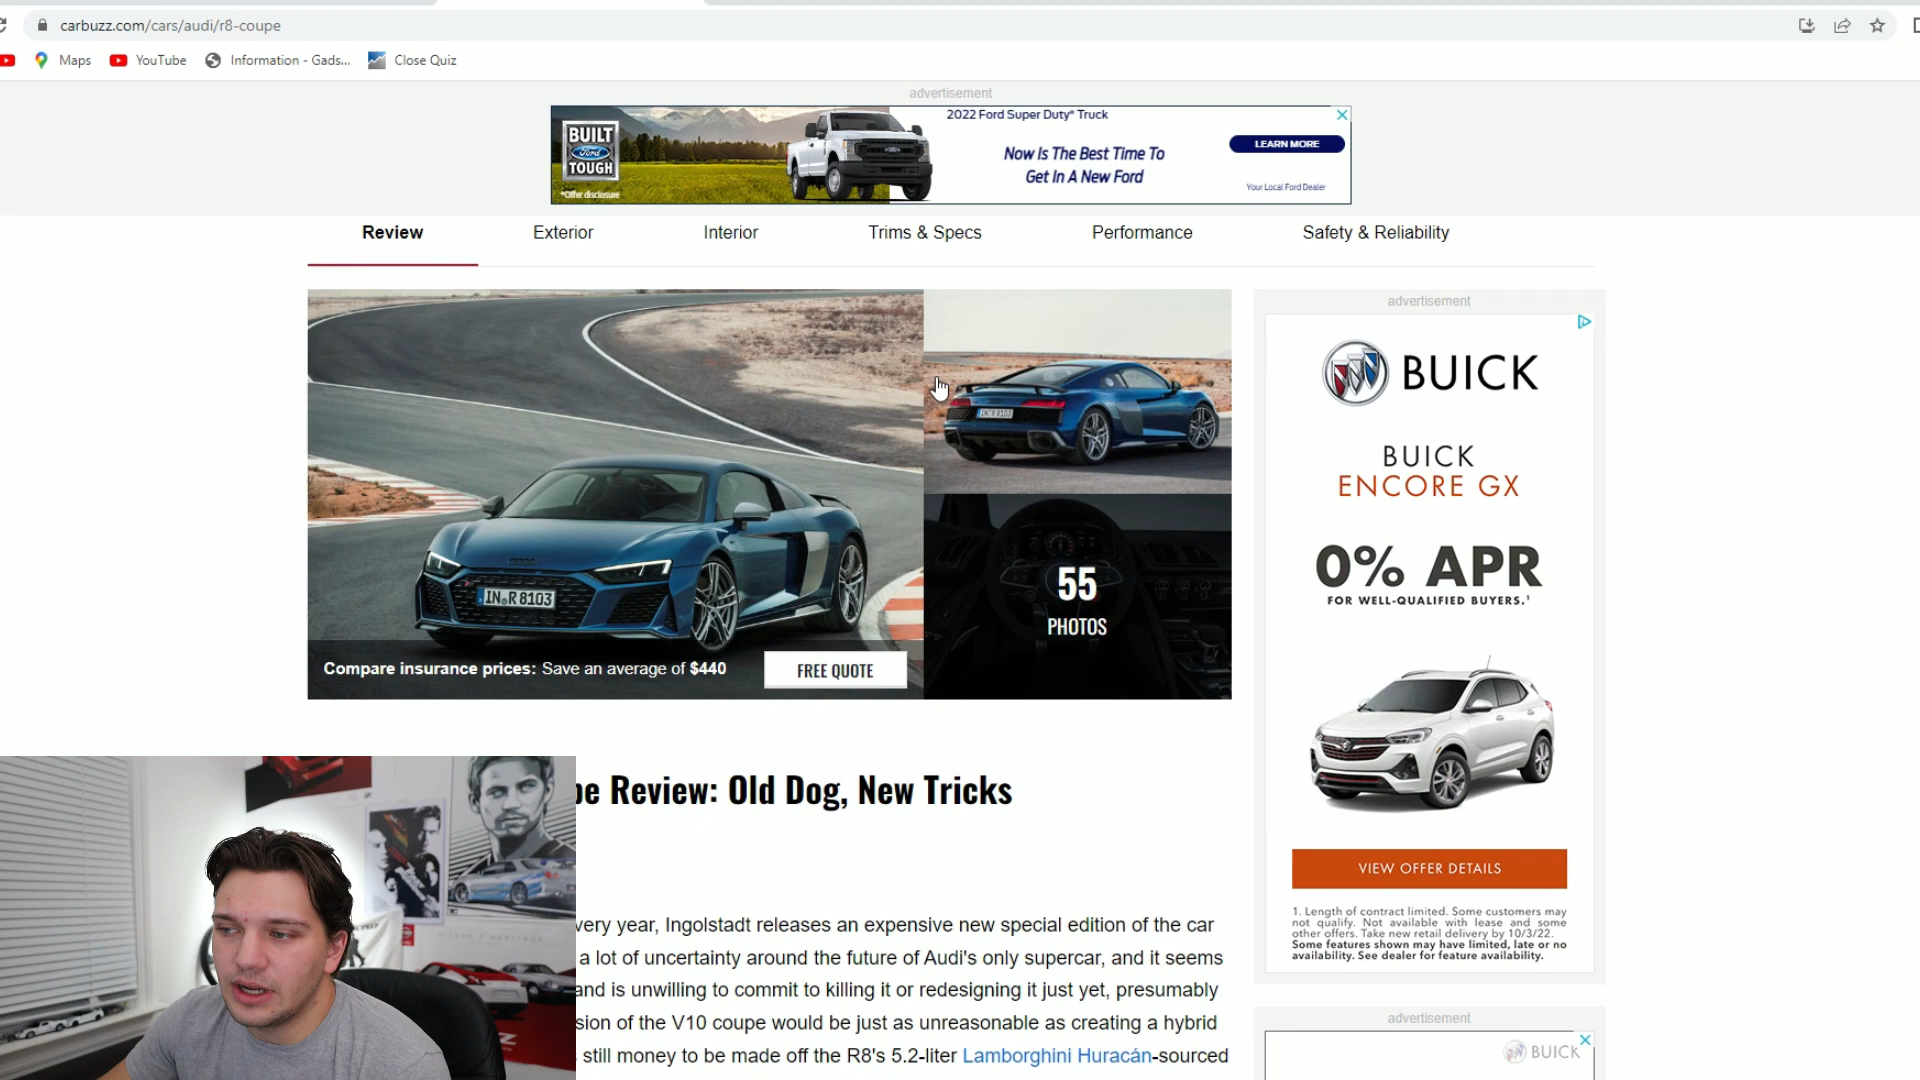 carbuzz.com/cars/audi/r8-coupe
Maps
YouTube
Information - Gads...
Close Quiz
advertisement
BUILT
Ford
TOUGH
*Offer disclosure
2022 Ford Super Duty® Truck
Now Is The Best Time To
Get In A New Ford
LEARN MORE
Your Local Ford Dealer
Review
Exterior
Interior
Trims & Specs
Performance
Safety & Reliability
IN R 8103
IN R 8103
55
PHOTOS
Compare insurance prices: Save an average of $440
FREE QUOTE
advertisement
BUICK
BUICK
ENCORE GX
0% APR
FOR WELL-QUALIFIED BUYERS.¹
VIEW OFFER DETAILS
1. Length of contract limited. Some customers may
not qualify. Not available with lease and some
other offers. Take new retail delivery by 10/3/22.
Some features shown may have limited, late or no
availability. See dealer for feature availability.
Review: Old Dog, New Tricks
very year, Ingolstadt releases an expensive new special edition of the car
a lot of uncertainty around the future of Audi's only supercar, and it seems
and is unwilling to commit to killing it or redesigning it just yet, presumably
sion of the V10 coupe would be just as unreasonable as creating a hybrid
still money to be made off the R8's 5.2-liter Lamborghini Huracán-sourced
advertisement
BUICK